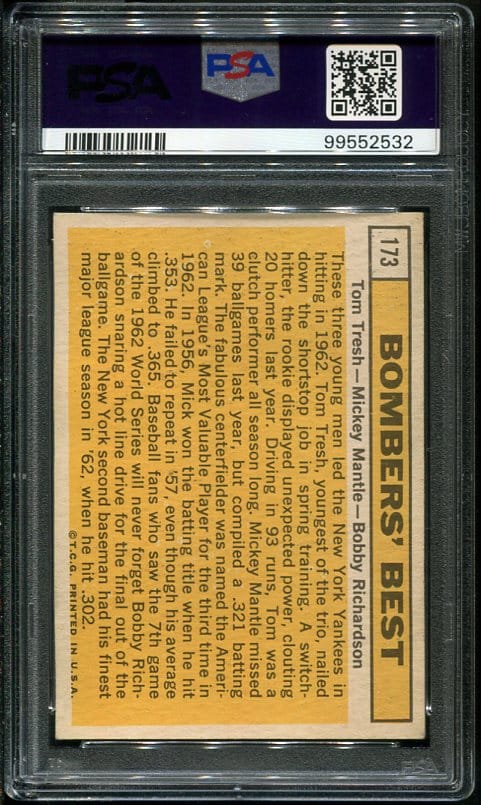 PSA
PSA
99552532
173
BOMBERS' BEST
Tom Tresh—Mickey Mantle—Bobby Richardson
These three young men led the New York Yankees in
hitting in 1962. Tom Tresh, youngest of the trio, nailed
down the shortstop job in spring training. A switch-
hitter, the rookie displayed unexpected power, clouting
20 homers last year. Driving in 93 runs, Tom was a
clutch performer all season long. Mickey Mantle missed
39 ballgames last year, but compiled a .321 batting
mark. The fabulous centerfielder was named the Ameri-
can League's Most Valuable Player for the third time in
1962. In 1956, Mick won the batting title when he hit
.353. He failed to repeat in '57, even though his average
climbed to .365. Baseball fans who saw the 7th game
of the 1962 World Series will never forget Bobby Rich-
ardson snaring a hot line drive for the final out of the
ballgame. The New York second baseman had his finest
major league season in '62, when he hit .302.
©T.C.G. PRINTED IN U.S.A.